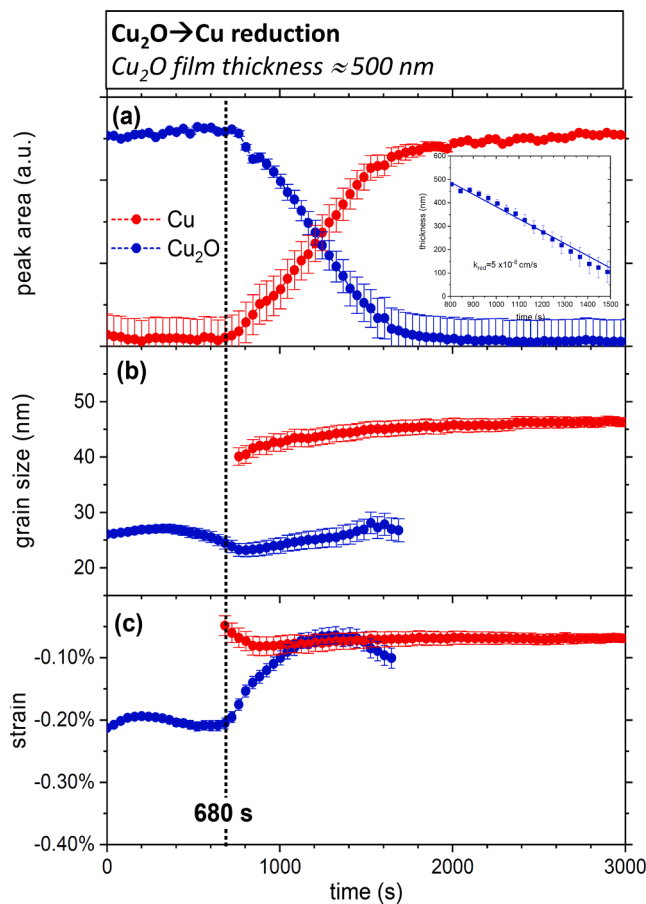 Cu₂O→Cu reduction
Cu₂O film thickness ≈ 500 nm
(a)
peak area (a.u.)
Cu
Cu₂O
600
500
400
300
200
100
0
thickness (nm)
k_red=5 x10⁻⁸ cm/s
800 900 1000 1100 1200 1300 1400 1500
time (s)
(b)
50
40
30
20
grain size (nm)
(c)
-0.10%
-0.20%
-0.30%
-0.40%
strain
680 s
0 1000 2000 3000
time (s)